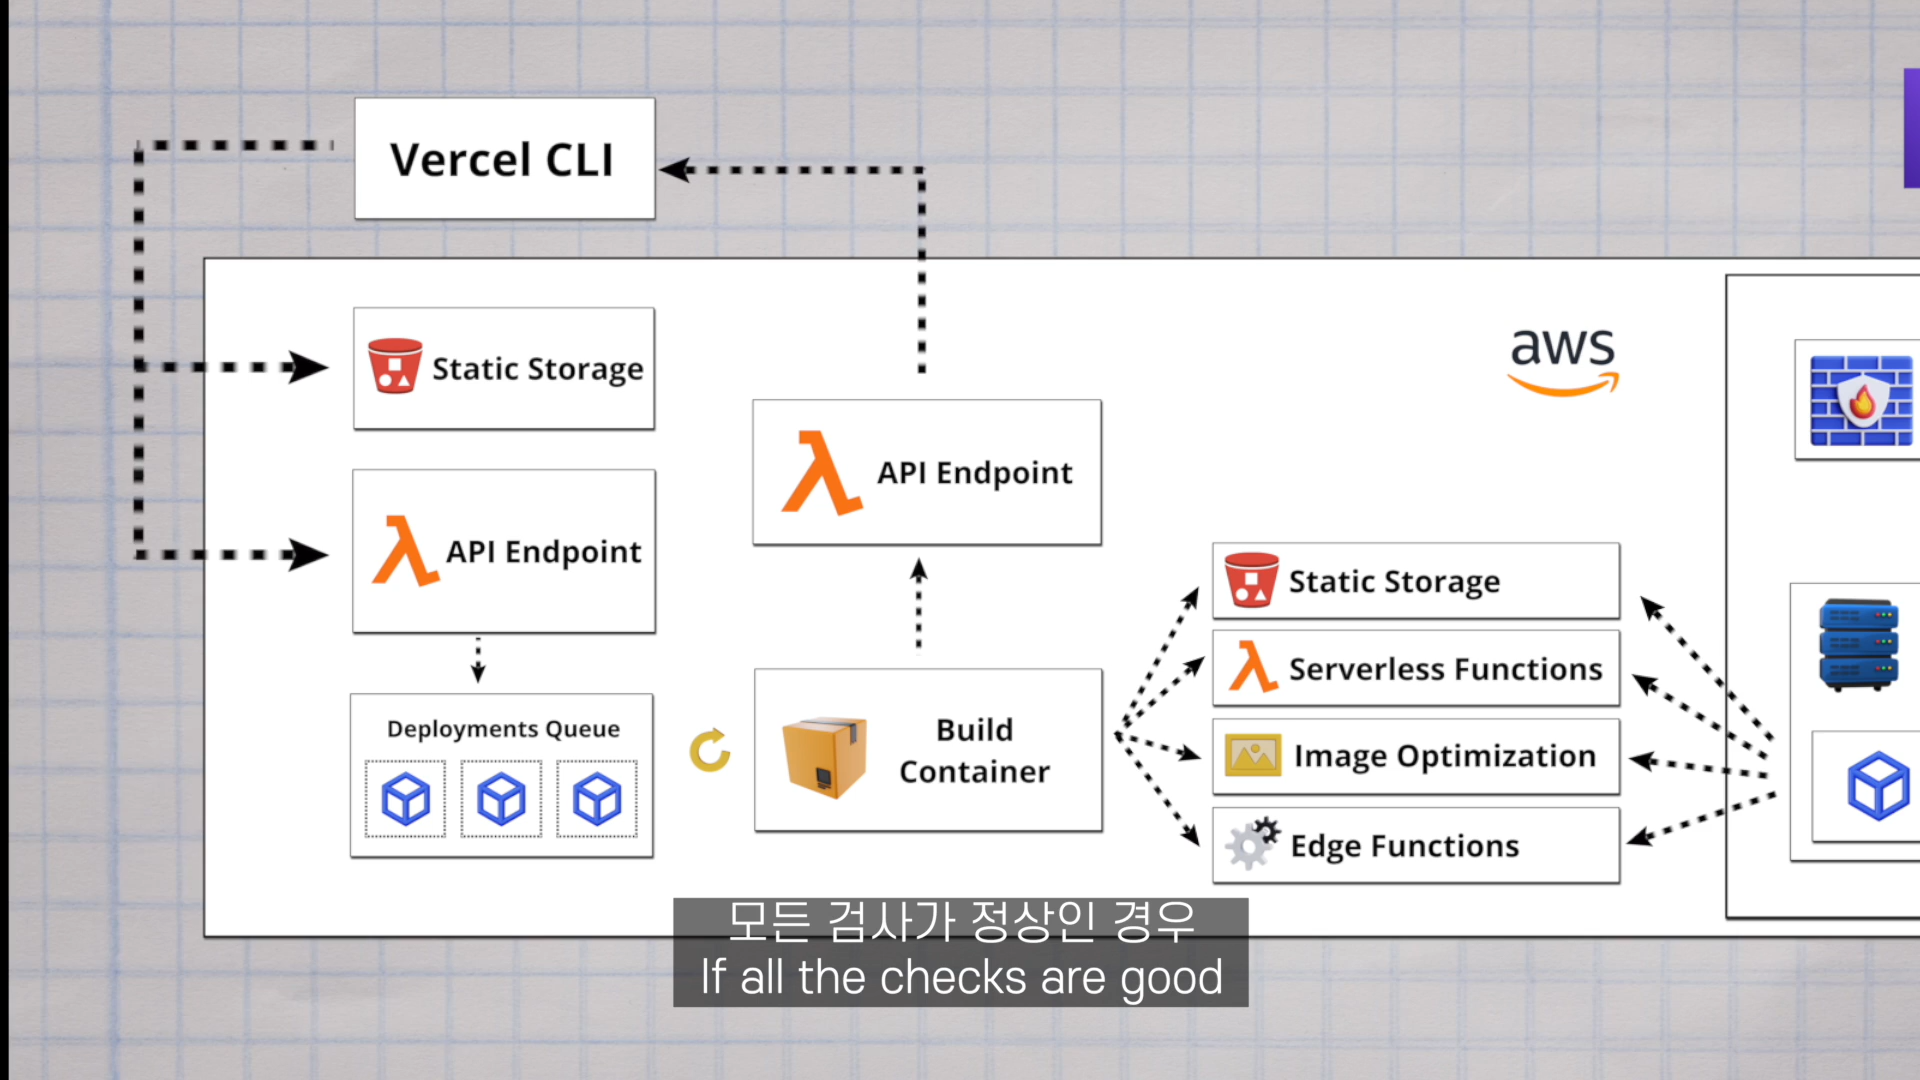 Vercel CLI
Static Storage
API Endpoint
Deployments Queue
API Endpoint
Build
Container
aws
Static Storage
Serverless Functions
Image Optimization
Edge Functions
모든 검사가 정상인 경우
If all the checks are good